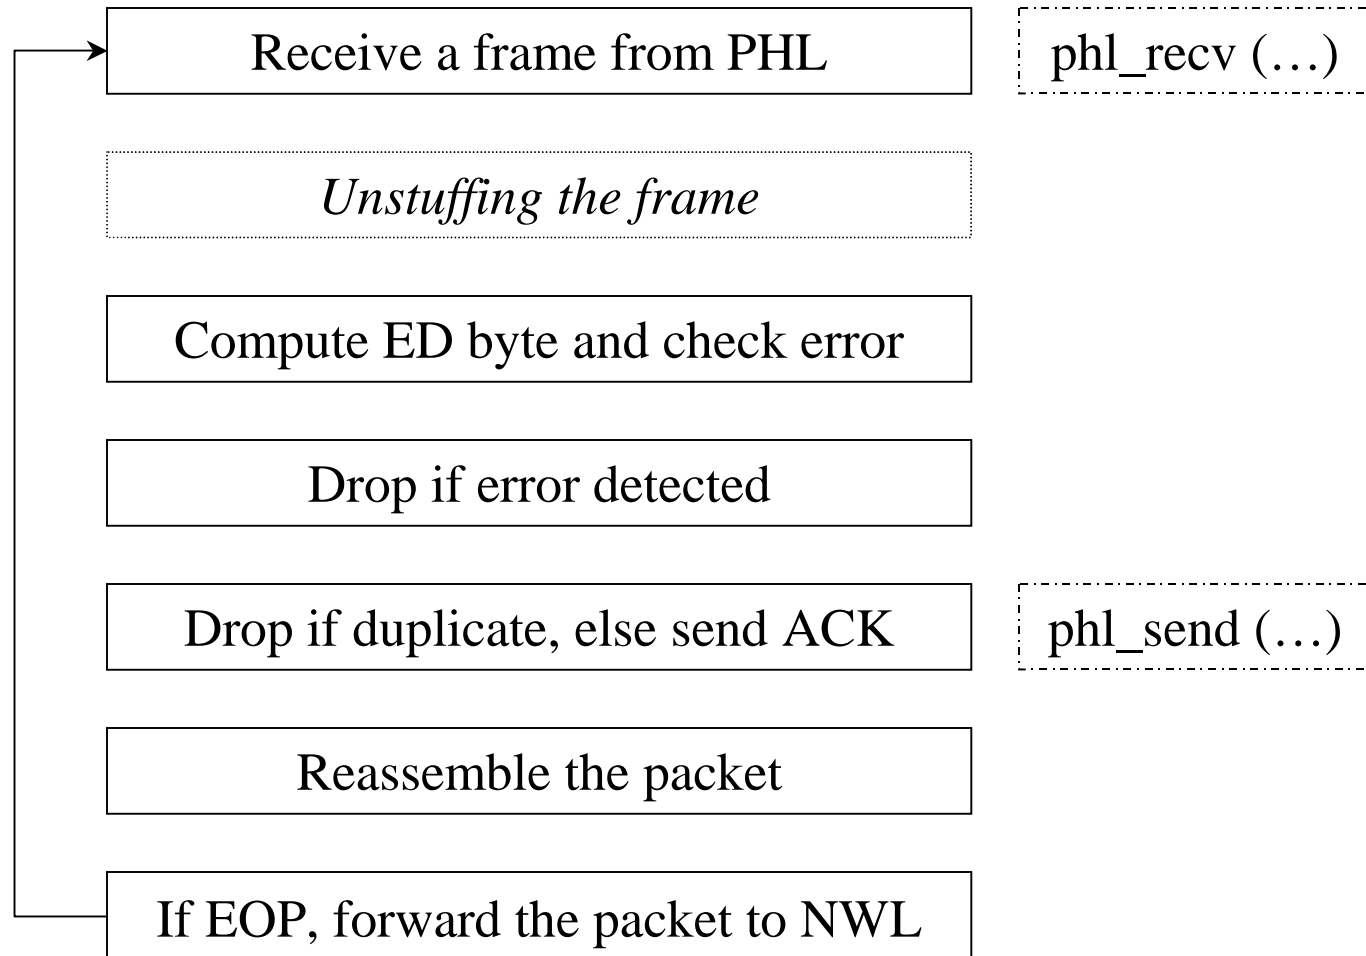 Receive a frame from PHL
phl_recv (…)
Unstuffing the frame
Compute ED byte and check error
Drop if error detected
Drop if duplicate, else send ACK
phl_send (…)
Reassemble the packet
If EOP, forward the packet to NWL